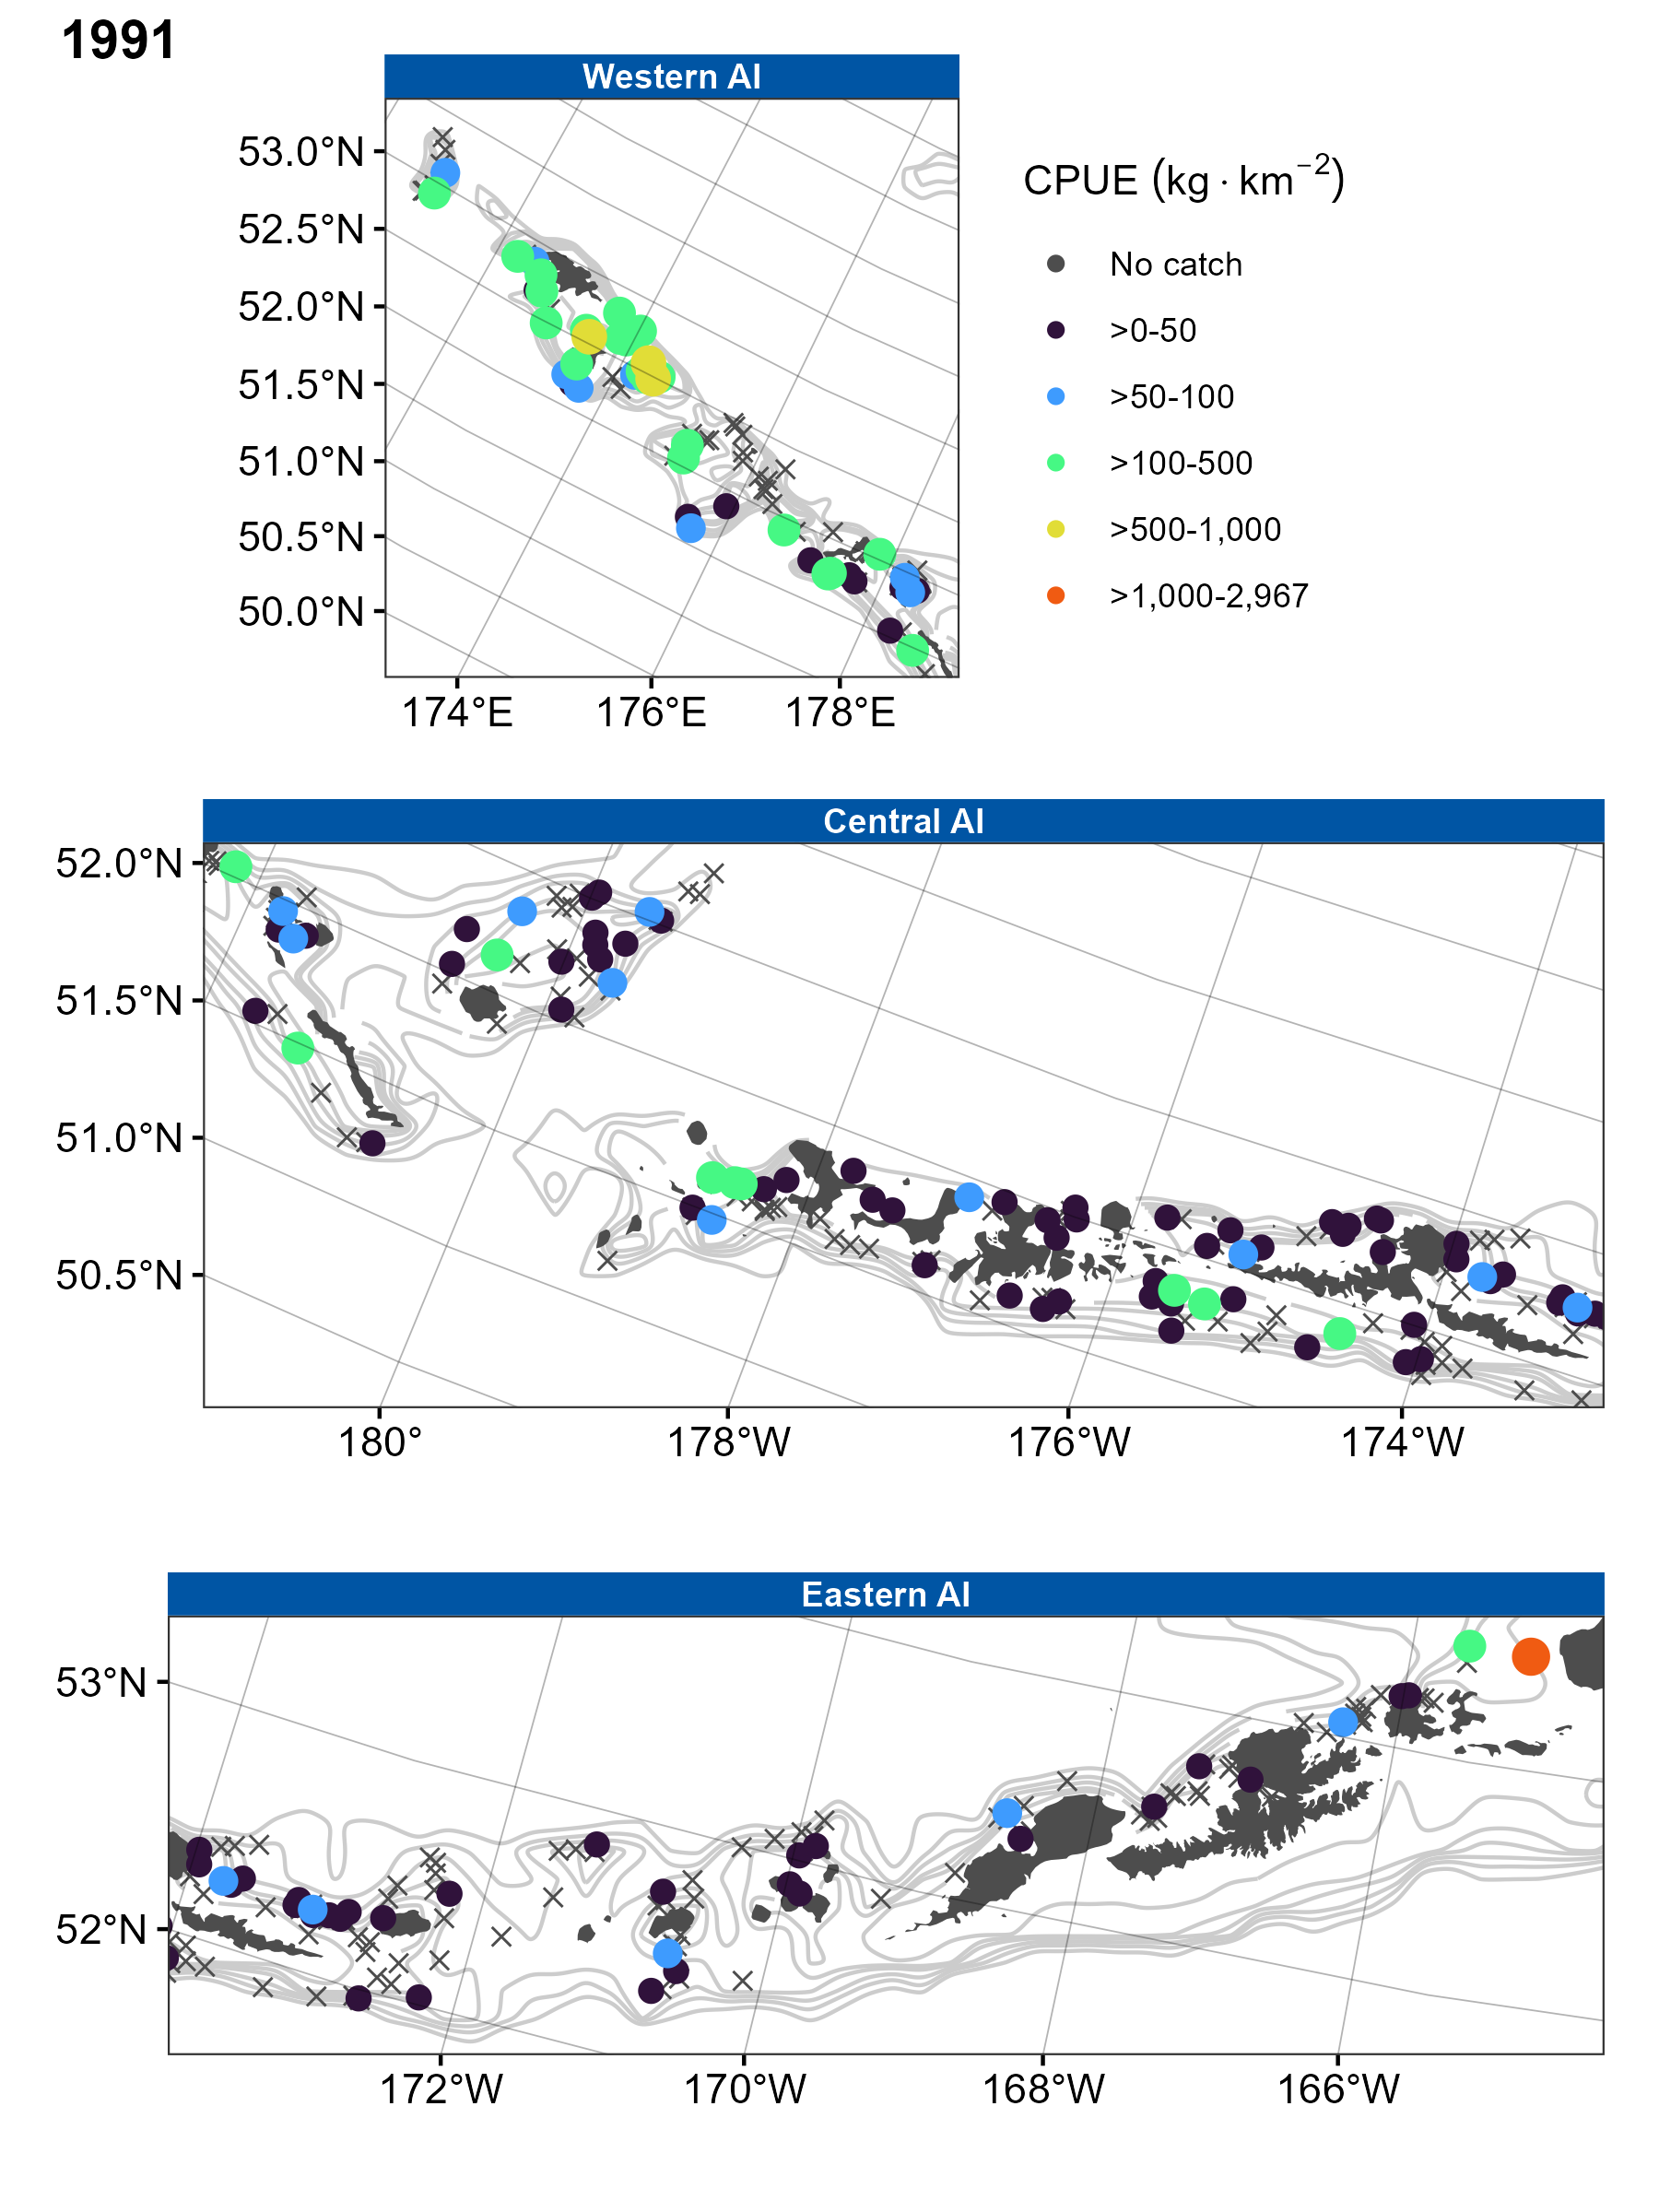 1991
Western AI
53.0°N
52.5°N
52.0°N
51.5°N
51.0°N
50.5°N
50.0°N
174°E 176°E 178°E
CPUE (kg · km⁻²)
No catch
>0-50
>50-100
>100-500
>500-1,000
>1,000-2,967
Central AI
52.0°N
51.5°N
51.0°N
50.5°N
180° 178°W 176°W 174°W
Eastern AI
53°N
52°N
172°W 170°W 168°W 166°W